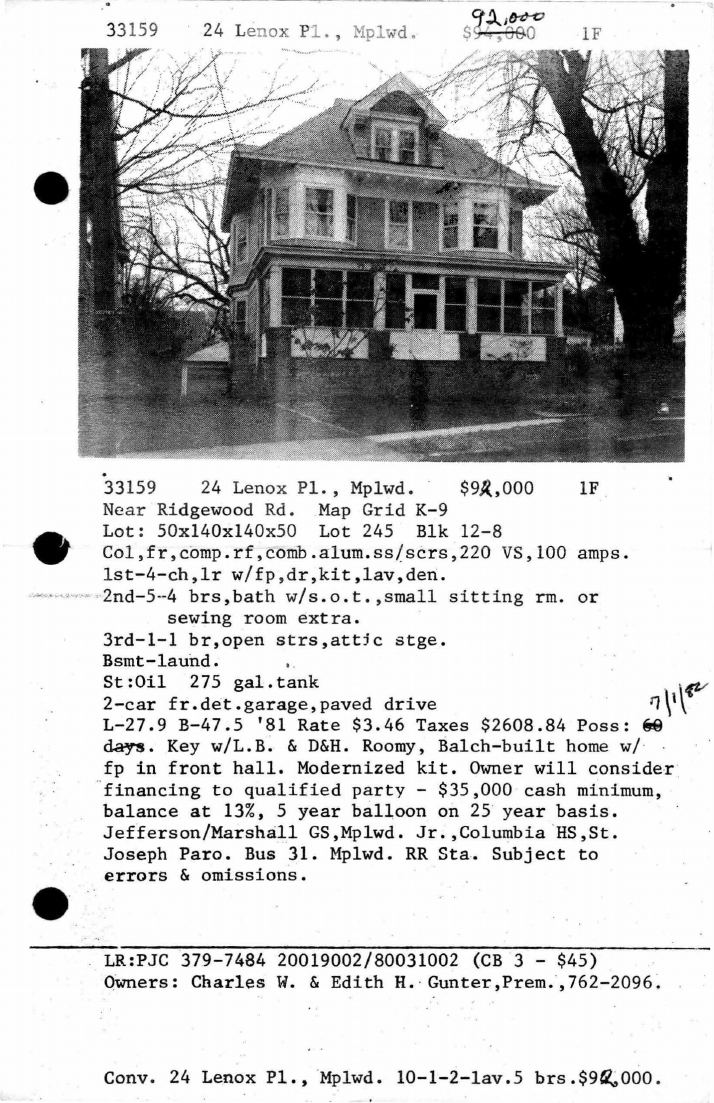 92,000
33159 24 Lenox Pl., Mplwd. $94,000 1F
33159 24 Lenox Pl., Mplwd. $92,000 1F
Near Ridgewood Rd. Map Grid K-9
Lot: 50x140x140x50 Lot 245 Blk 12-8
Col,fr,comp.rf,comb.alum.ss/scrs,220 VS,100 amps.
1st-4-ch,lr w/fp,dr,kit,lav,den.
2nd-5-4 brs,bath w/s.o.t.,small sitting rm. or
sewing room extra.
3rd-1-1 br,open strs,attic stge.
Bsmt-laund.
St:Oil 275 gal.tank
2-car fr.det.garage,paved drive 7/1/82
L-27.9 B-47.5 '81 Rate $3.46 Taxes $2608.84 Poss: 60
days. Key w/L.B. & D&H. Roomy, Balch-built home w/
fp in front hall. Modernized kit. Owner will consider
financing to qualified party - $35,000 cash minimum,
balance at 13%, 5 year balloon on 25 year basis.
Jefferson/Marshall GS,Mplwd. Jr.,Columbia HS,St.
Joseph Paro. Bus 31. Mplwd. RR Sta. Subject to
errors & omissions.
LR:PJC 379-7484 20019002/80031002 (CB 3 - $45)
Owners: Charles W. & Edith H. Gunter,Prem.,762-2096.
Conv. 24 Lenox Pl., Mplwd. 10-1-2-lav.5 brs.$92,000.